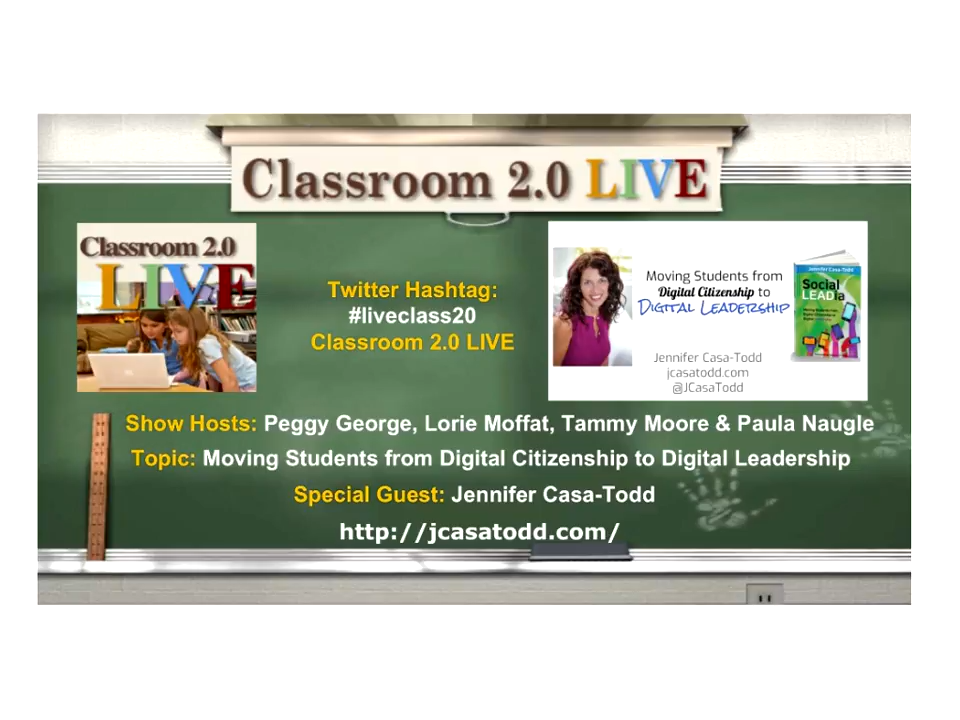 Classroom 2.0 LIVE
Classroom 2.0
LIVE
Twitter Hashtag:
#liveclass20
Classroom 2.0 LIVE
Moving Students from
Digital Citizenship to
DIGITAL LEADERSHIP
Jennifer Casa-Todd
jcasatodd.com
@JCasaTodd
Jennifer Casa-Todd
Social
LEADia
Show Hosts: Peggy George, Lorie Moffat, Tammy Moore & Paula Naugle
Topic: Moving Students from Digital Citizenship to Digital Leadership
Special Guest: Jennifer Casa-Todd
http://jcasatodd.com/